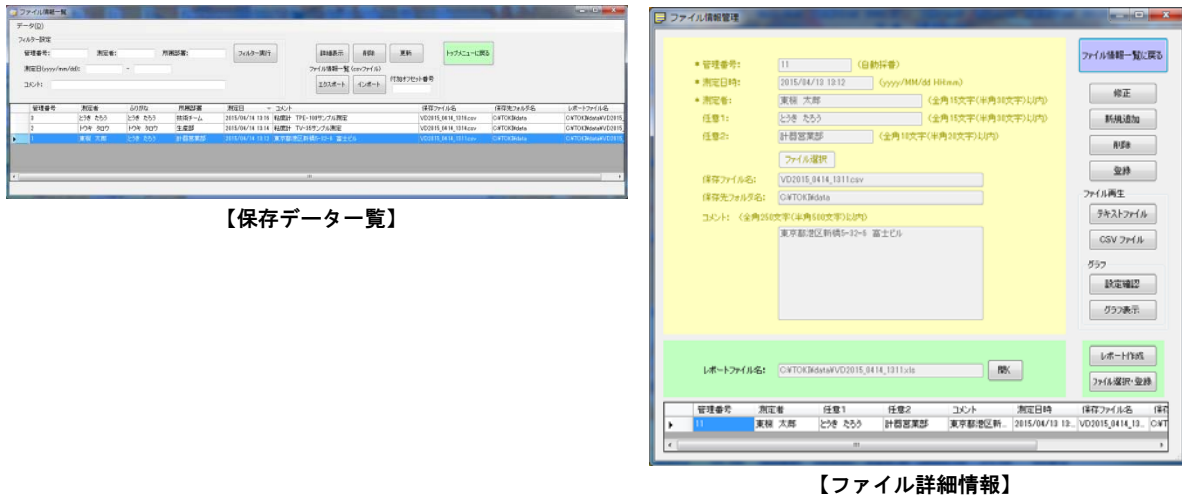 ファイル情報一覧
データ(D)
フィルター設定
管理番号: 測定者: 所属部署: フィルター実行 詳細表示 削除 更新 トップメニューに戻る
測定日(yyyy/mm/dd): - ファイル情報一覧(csvファイル)
コメント: エクスポート インポート 付加オフセット番号
管理番号 測定者 ふりがな 所属部署 測定日 コメント 保存ファイル名 保存先フォルダ名 レポートファイル名
3 とうき たろう とうき たろう 技術チーム 2015/04/14 13:16 粘度計 TPE-100サンプル測定 VD2015_0414_1316.csv C:¥TOKI¥data
2 トウキ タロウ とうき たろう 生産部 粘度計 TV-35サンプル測定 C:¥TOKI¥data
1 東機 太郎 とうき たろう 計器営業部 東京都港区新橋5-32-6 冨士ビル VD2015_0414_1311.csv C:¥TOKI¥data
【保存データ一覧】
ファイル情報管理
ファイル情報一覧に戻る
* 管理番号: 11 (自動採番)
* 測定日時: 2015/04/13 13:12 (yyyy/MM/dd HH:mm)
修正
* 測定者: 東機 太郎 (全角15文字(半角30文字)以内)
新規追加
任意1: とうき たろう (全角15文字(半角30文字)以内)
任意2: 計器営業部 (全角10文字(半角20文字)以内)
削除
ファイル選択
登録
保存ファイル名: VD2015_0414_1311.csv
ファイル再生
保存先フォルダ名: C:¥TOKI¥data
テキストファイル
コメント: (全角250文字(半角500文字)以内)
東京都港区新橋5-32-6 冨士ビル
CSV ファイル
グラフ
設定確認
グラフ表示
レポートファイル名: C:¥TOKI¥data¥VD2015_0414_1311.xls 開く
レポート作成
ファイル選択・登録
管理番号 測定者 任意1 任意2 コメント 測定日時 保存ファイル名
11 東機 太郎 とうき たろう 計器営業部 東京都港区新... 2015/04/13 13:... VD2015_0414_13...
【ファイル詳細情報】